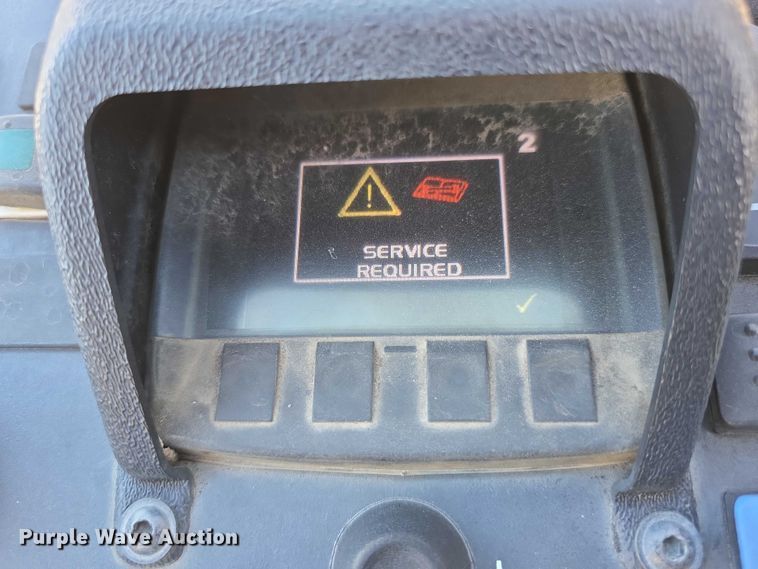 2
SERVICE
REQUIRED
Purple Wave Auction